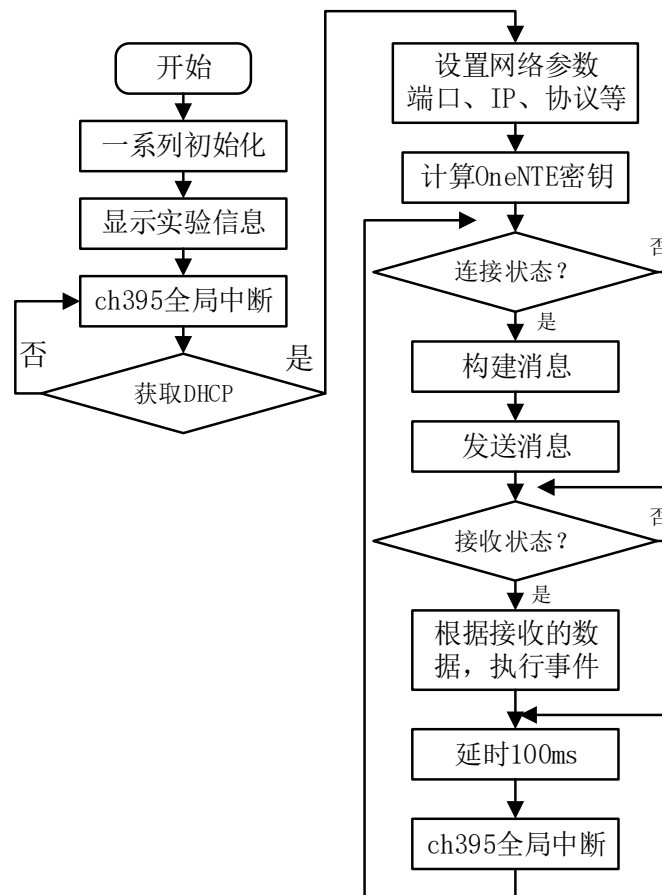 开始
一系列初始化
显示实验信息
ch395全局中断
否
是
获取DHCP
设置网络参数
端口、IP、协议等
计算OneNTE密钥
连接状态？
否
是
构建消息
发送消息
接收状态？
否
是
根据接收的数
据，执行事件
延时100ms
ch395全局中断